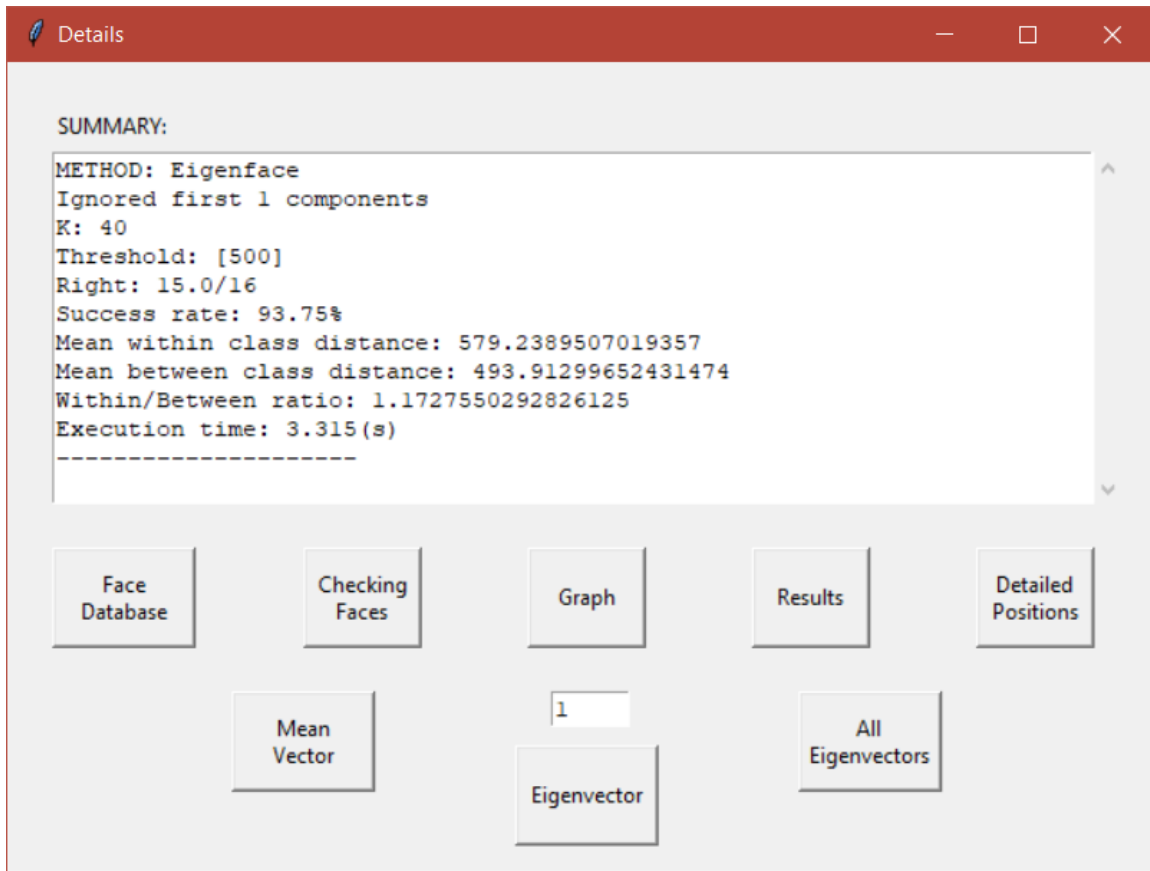 Details
SUMMARY:
METHOD: Eigenface
Ignored first 1 components
K: 40
Threshold: [500]
Right: 15.0/16
Success rate: 93.75%
Mean within class distance: 579.2389507019357
Mean between class distance: 493.91299652431474
Within/Between ratio: 1.1727550292826125
Execution time: 3.315(s)
---------------------
Face
Database
Checking
Faces
Graph
Results
Detailed
Positions
Mean
Vector
1
Eigenvector
All
Eigenvectors